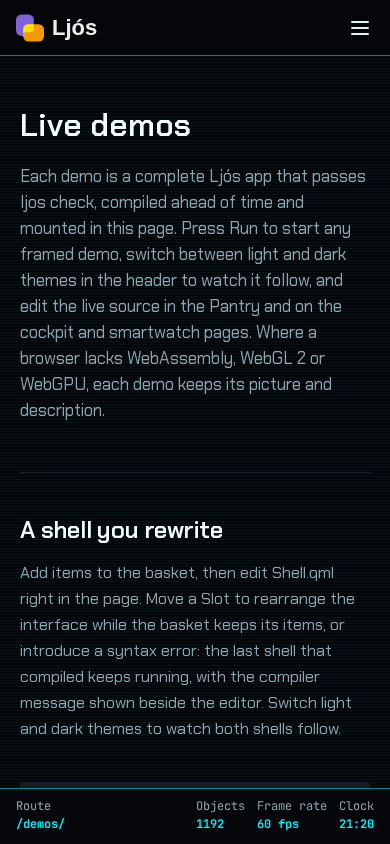 Ljós
Live demos
Each demo is a complete Ljós app that passes
ljos check, compiled ahead of time and
mounted in this page. Press Run to start any
framed demo, switch between light and dark
themes in the header to watch it follow, and
edit the live source in the Pantry and on the
cockpit and smartwatch pages. Where a
browser lacks WebAssembly, WebGL 2 or
WebGPU, each demo keeps its picture and
description.
A shell you rewrite
Add items to the basket, then edit Shell.qml
right in the page. Move a Slot to rearrange the
interface while the basket keeps its items, or
introduce a syntax error: the last shell that
compiled keeps running, with the compiler
message shown beside the editor. Switch light
and dark themes to watch both shells follow.
Route Objects Frame rate Clock
/demos/ 1192 60 fps 21:20